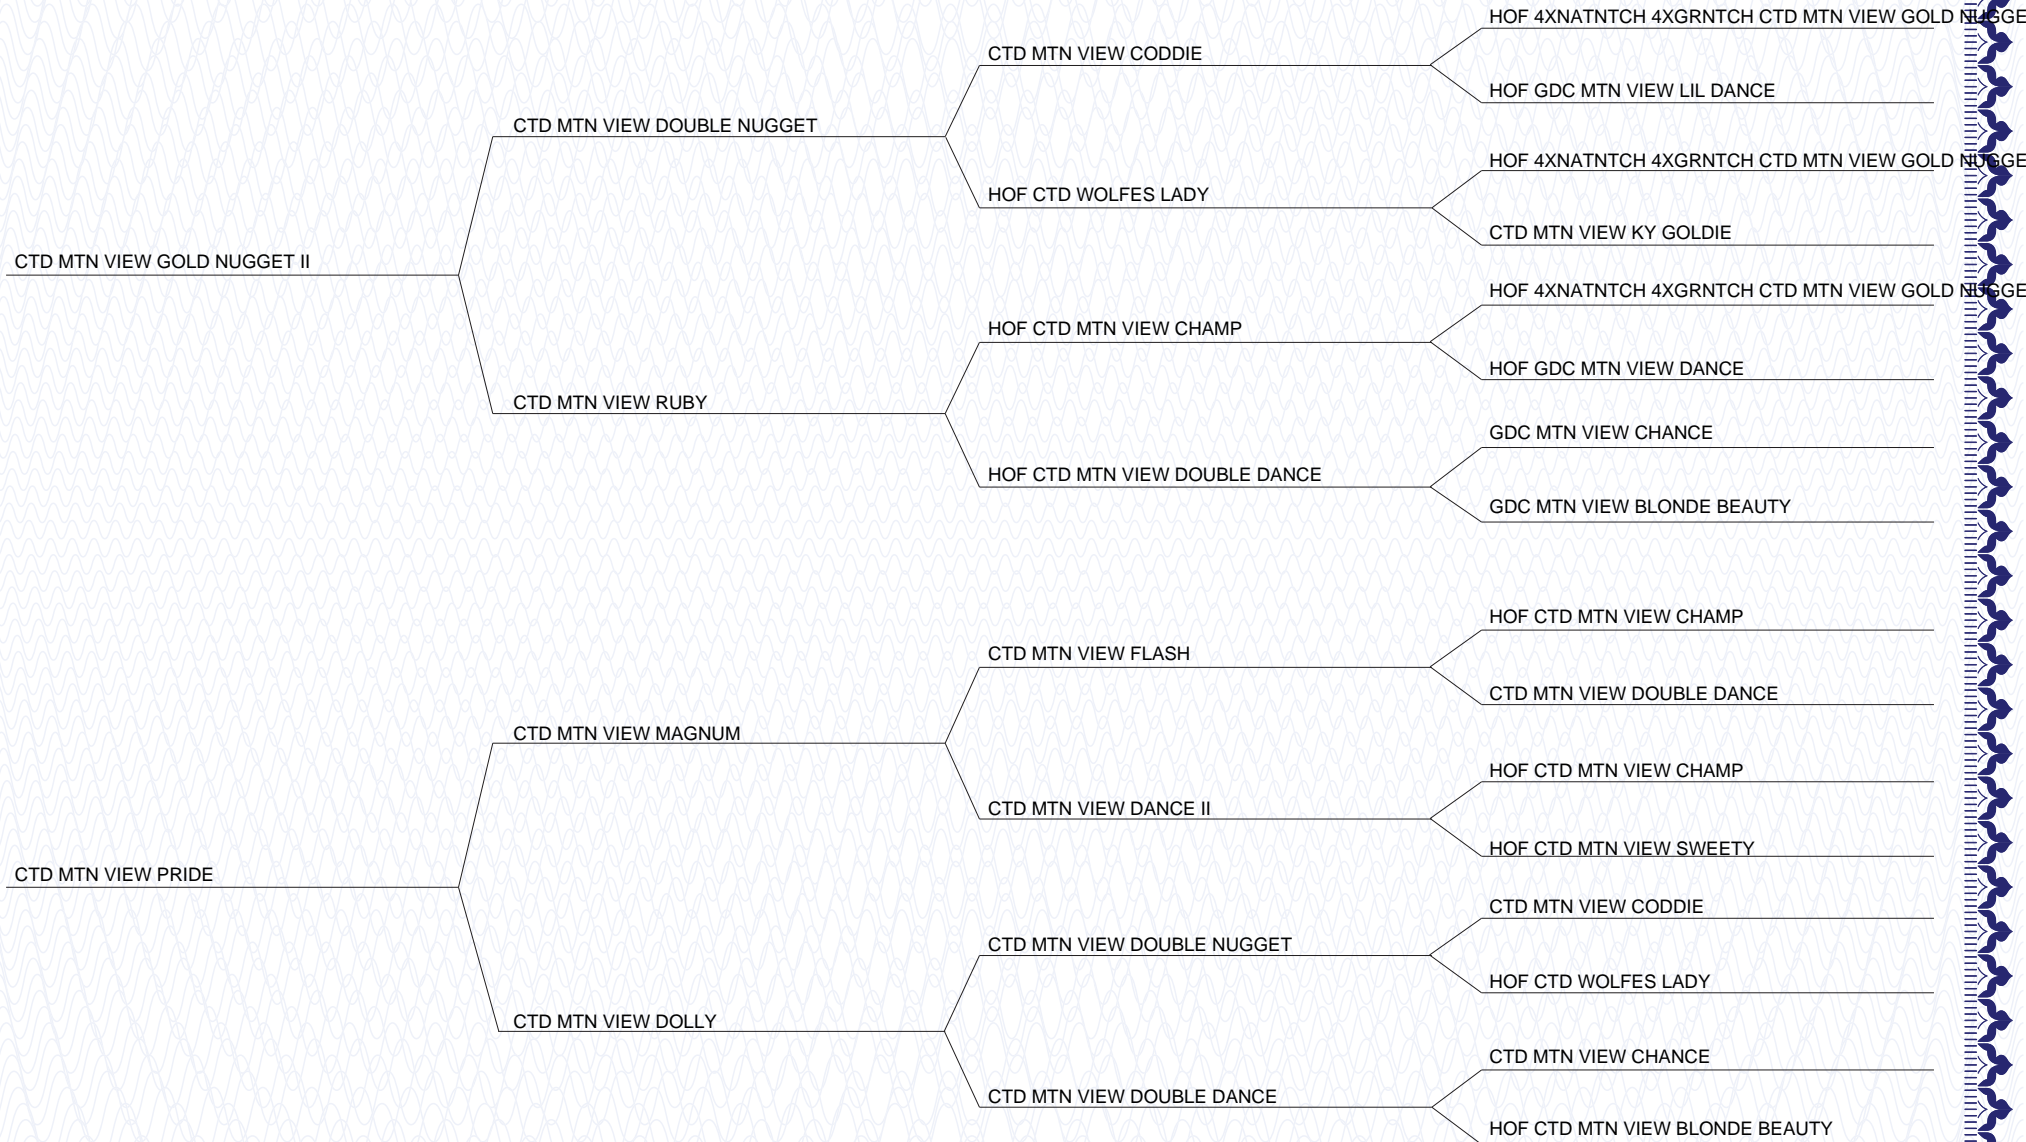 HOF 4XNATNTCH 4XGRNTCH CTD MTN VIEW GOLD NUGGE
CTD MTN VIEW CODDIE
HOF GDC MTN VIEW LIL DANCE
CTD MTN VIEW DOUBLE NUGGET
HOF 4XNATNTCH 4XGRNTCH CTD MTN VIEW GOLD NUGGE
HOF CTD WOLFES LADY
CTD MTN VIEW KY GOLDIE
CTD MTN VIEW GOLD NUGGET II
HOF 4XNATNTCH 4XGRNTCH CTD MTN VIEW GOLD NUGGE
HOF CTD MTN VIEW CHAMP
HOF GDC MTN VIEW DANCE
CTD MTN VIEW RUBY
GDC MTN VIEW CHANCE
HOF CTD MTN VIEW DOUBLE DANCE
GDC MTN VIEW BLONDE BEAUTY
HOF CTD MTN VIEW CHAMP
CTD MTN VIEW FLASH
CTD MTN VIEW DOUBLE DANCE
CTD MTN VIEW MAGNUM
HOF CTD MTN VIEW CHAMP
CTD MTN VIEW DANCE II
HOF CTD MTN VIEW SWEETY
CTD MTN VIEW PRIDE
CTD MTN VIEW CODDIE
CTD MTN VIEW DOUBLE NUGGET
HOF CTD WOLFES LADY
CTD MTN VIEW DOLLY
CTD MTN VIEW CHANCE
CTD MTN VIEW DOUBLE DANCE
HOF CTD MTN VIEW BLONDE BEAUTY